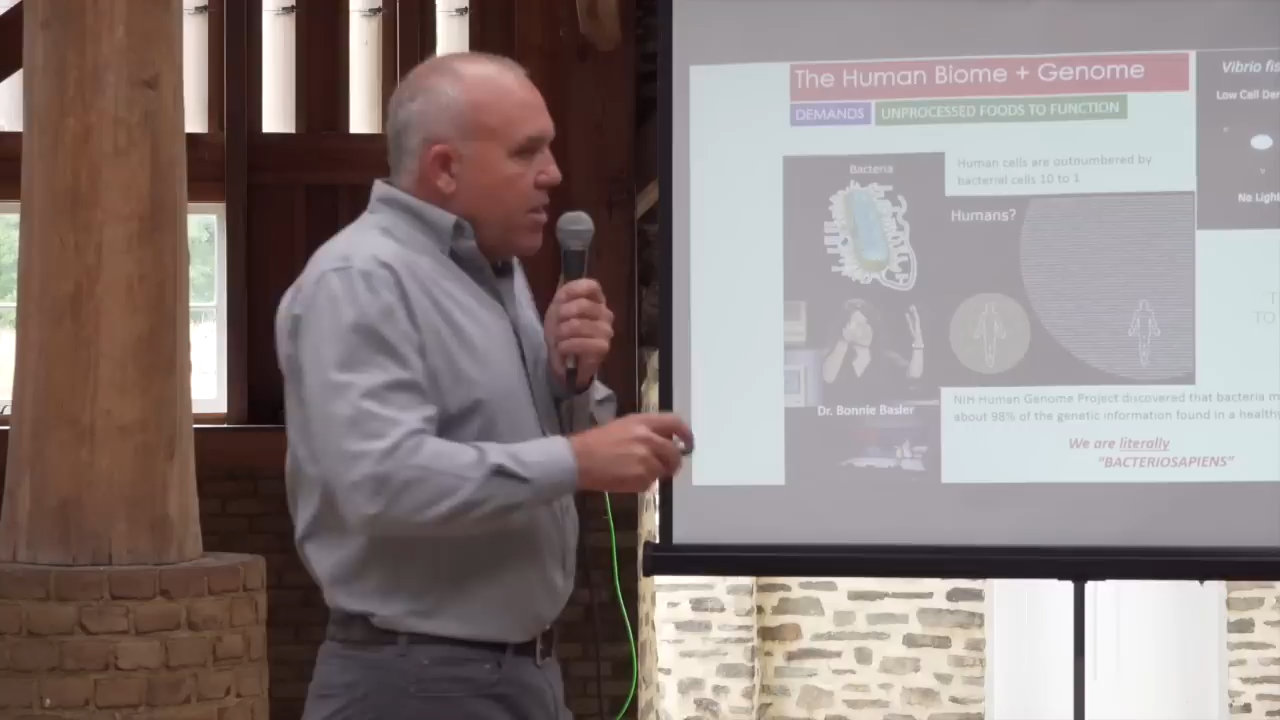 The Human Biome + Genome
DEMANDS
UNPROCESSED FOODS TO FUNCTION
Bacteria
Human cells are outnumbered by
bacterial cells 10 to 1
Humans?
Dr. Bonnie Basler
NIH Human Genome Project discovered that bacteria
about 98% of the genetic information found in a
We are literally
"BACTERIOSAPIENS"
Vibrio
Low Cell
No
TO